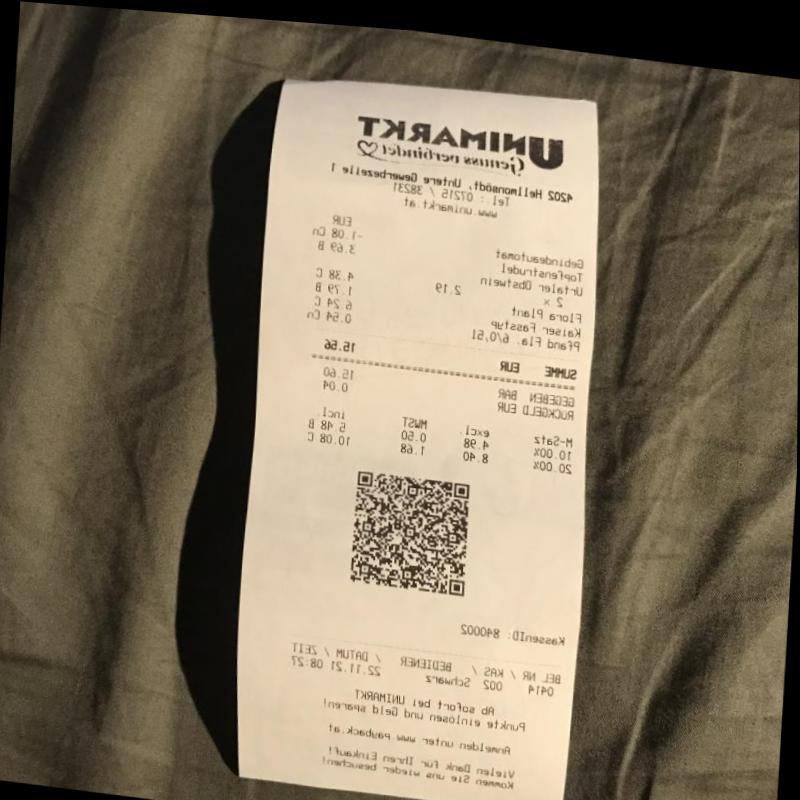 UNIMARKT
Genuss verbindet
4202 Hellmonsödt, Untere Gewerbezeile 1
Tel.: 07215 / 38231
www.unimarkt.at
EUR
Gebindeautomat -1.08 Cn
Topfenstrudel 3.69 B
Urtaler Obstwein
2 x 2.19 4.38 C
Flora Plant 1.79 B
Kaiser Fasstyp 6.24 C
Pfand Fla. 6/0,5l 0.54 Cn
SUMME EUR 15.56
GEGEBEN BAR 15.60
RÜCKGELD EUR 0.04
M-Satz excl. MWST incl.
10.00% 4.98 0.50 5.48 B
20.00% 8.40 1.68 10.08 C
KassenID: 840002
BEL NR / KAS / BEDIENER / DATUM / ZEIT
0414 002 Schwarz 22.11.21 08:27
Ab sofort bei UNIMARKT
Punkte einlösen und Geld sparen!
Anmelden unter www.payback.at
Vielen Dank für Ihren Einkauf!
Kommen Sie uns wieder besuchen!